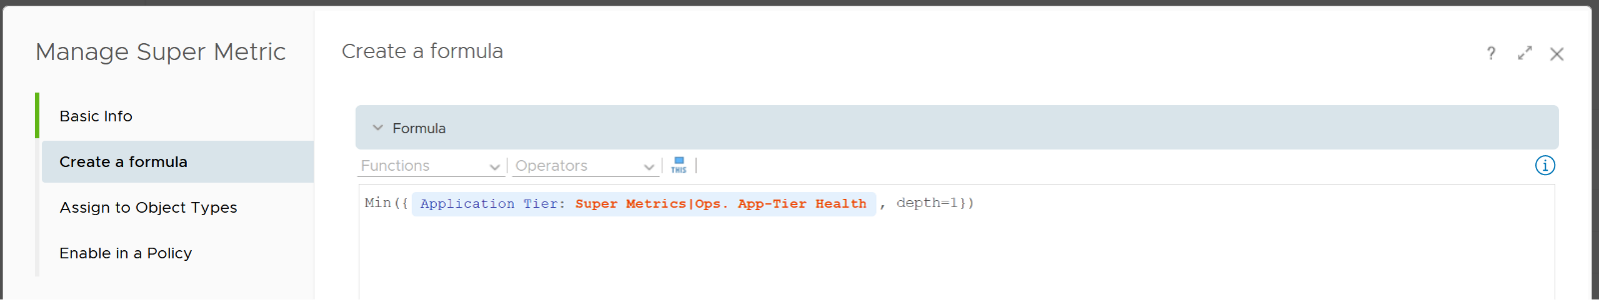 Manage Super Metric
Basic Info
Create a formula
Assign to Object Types
Enable in a Policy
Create a formula
?
Formula
Functions
Operators
THIS
i
Min({ Application Tier: Super Metrics|Ops. App-Tier Health , depth=1})